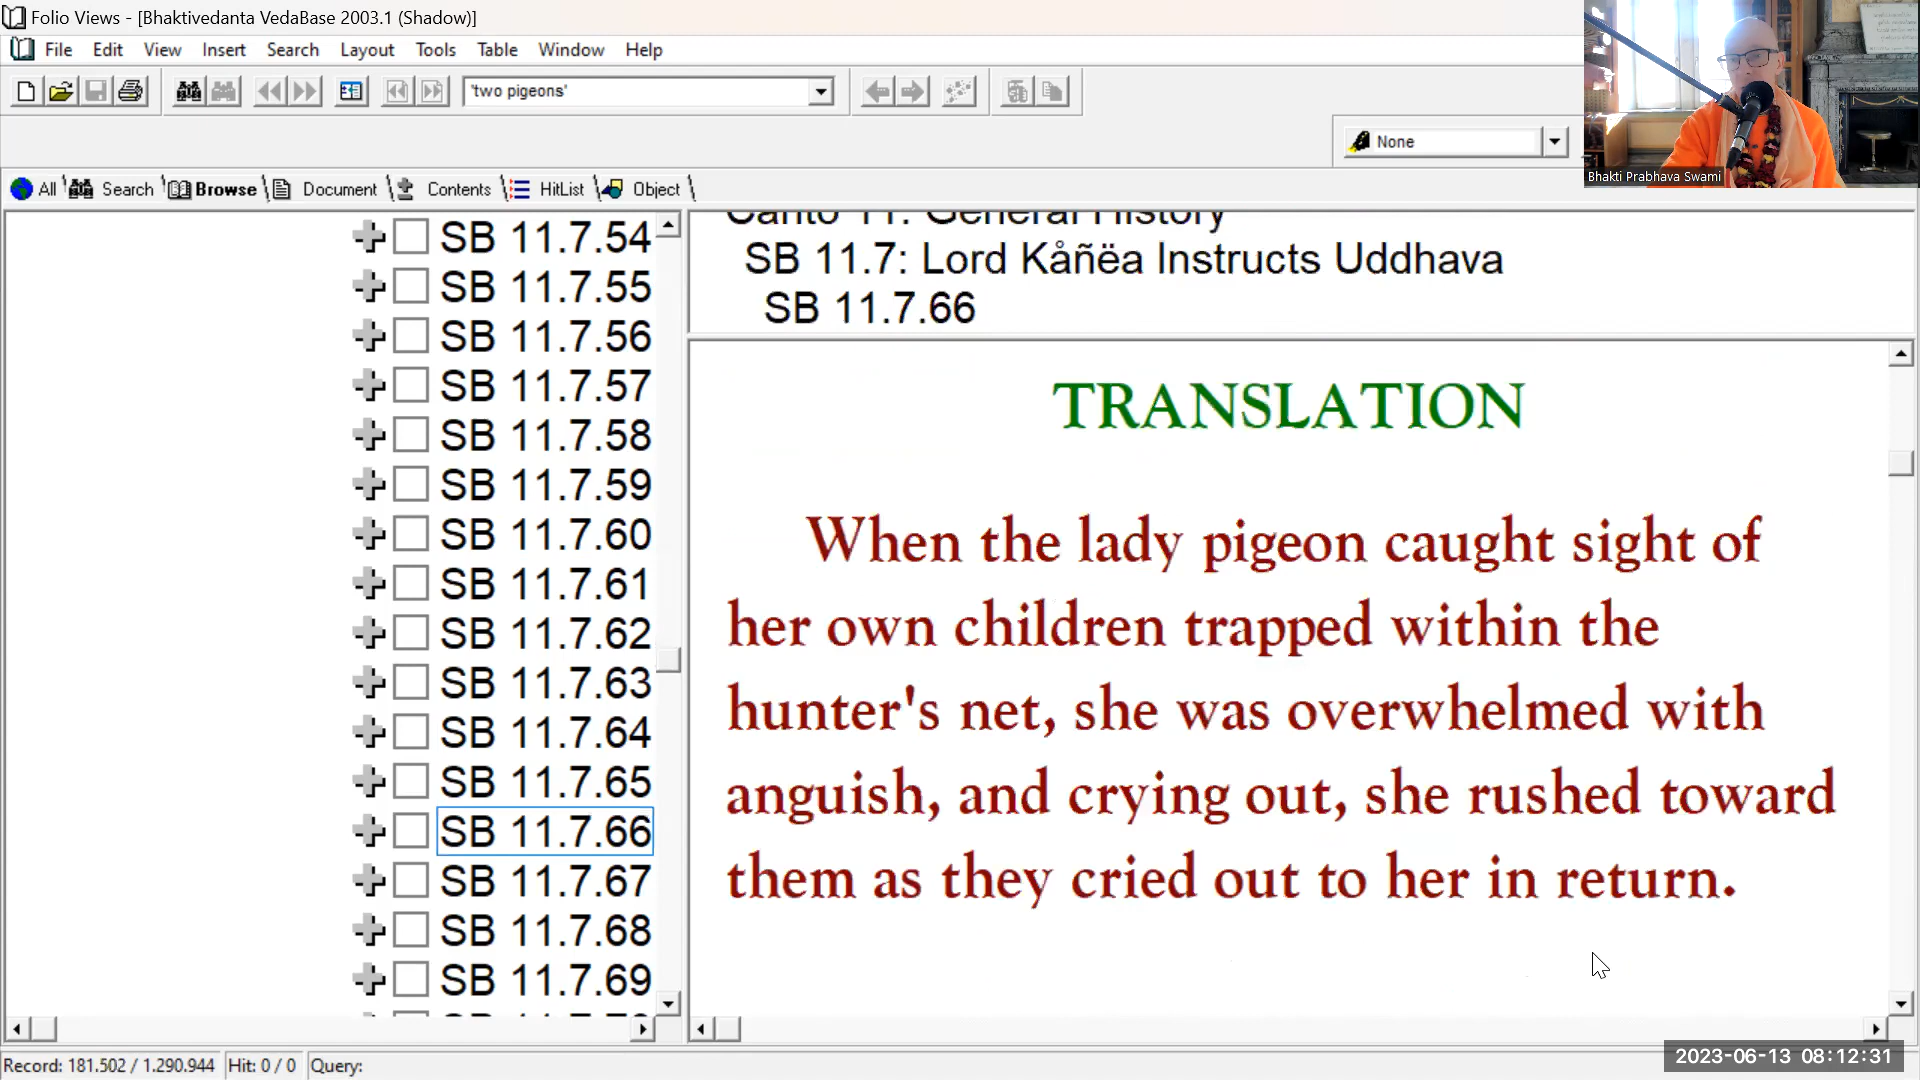 Folio Views - [Bhaktivedanta VedaBase 2003.1 (Shadow)]
File Edit View Insert Search Layout Tools Table Window Help
'two pigeons'
None
Bhakti Prabhava Swami
All Search Browse Document Contents HitList Object
SB 11.7.54
SB 11.7.55
SB 11.7.56
SB 11.7.57
SB 11.7.58
SB 11.7.59
SB 11.7.60
SB 11.7.61
SB 11.7.62
SB 11.7.63
SB 11.7.64
SB 11.7.65
SB 11.7.66
SB 11.7.67
SB 11.7.68
SB 11.7.69
Canto 11: General History
SB 11.7: Lord Kåñëa Instructs Uddhava
SB 11.7.66
TRANSLATION
When the lady pigeon caught sight of
her own children trapped within the
hunter's net, she was overwhelmed with
anguish, and crying out, she rushed toward
them as they cried out to her in return.
Record: 181.502 / 1.290.944 Hit: 0 / 0 Query:
2023-06-13 08:12:31